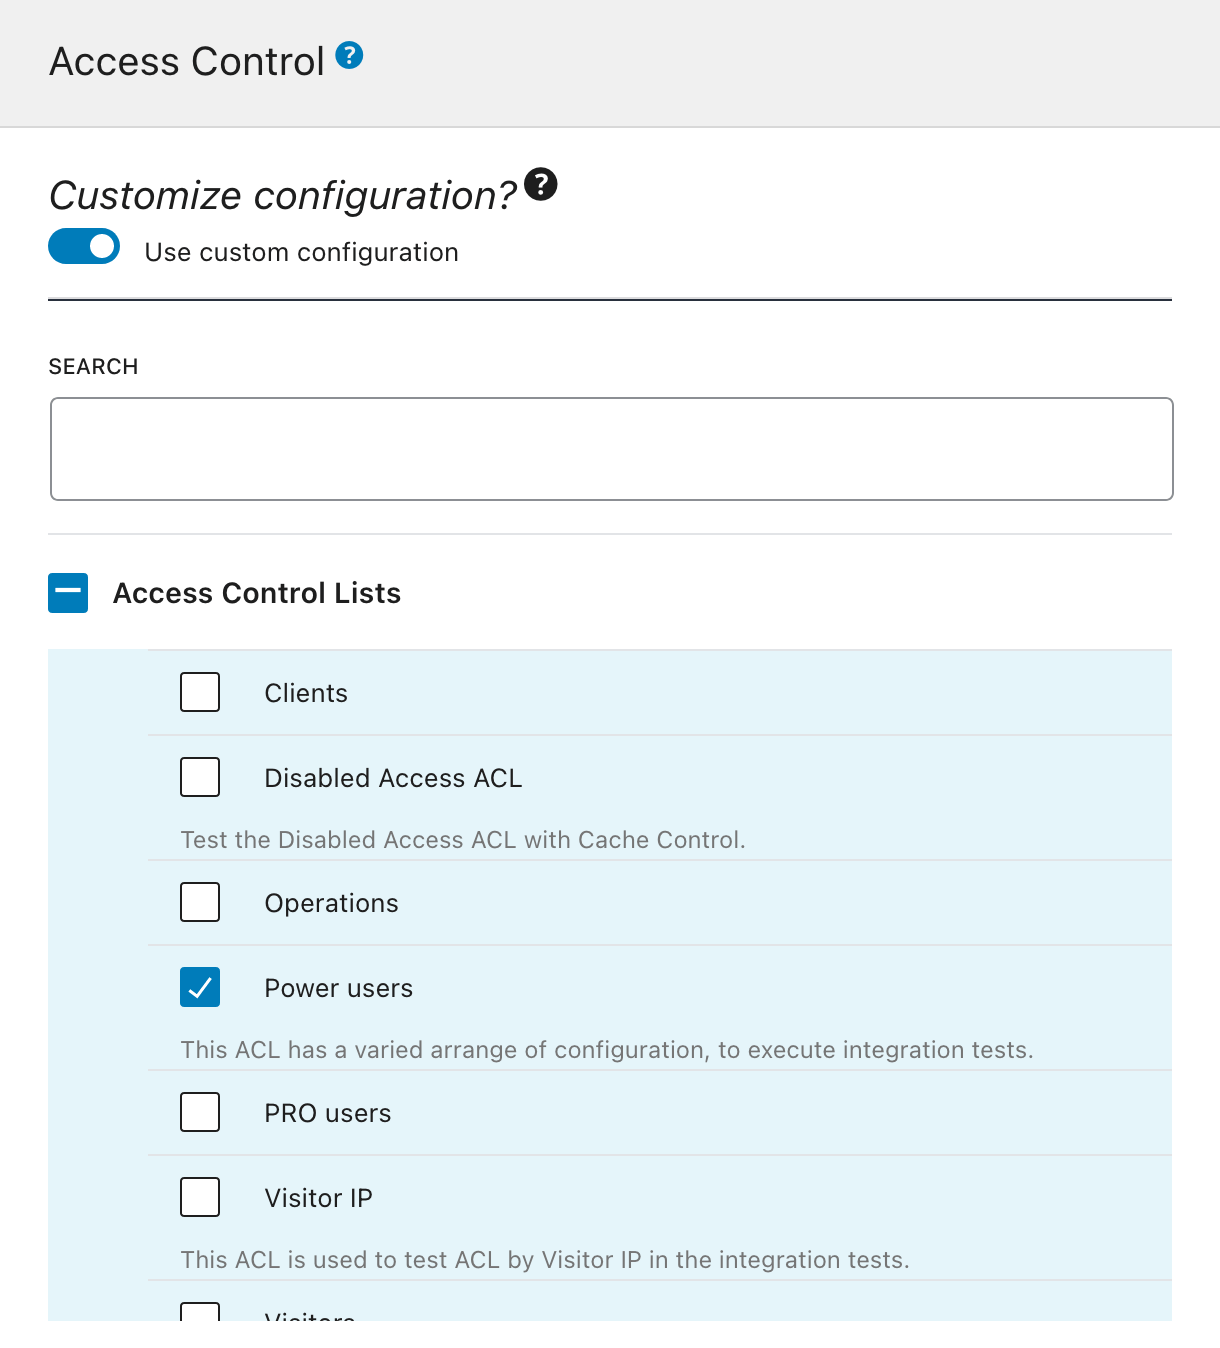 Access Control ?
Customize configuration? ?
Use custom configuration
SEARCH
Access Control Lists
Clients
Disabled Access ACL
Test the Disabled Access ACL with Cache Control.
Operations
Power users
This ACL has a varied arrange of configuration, to execute integration tests.
PRO users
Visitor IP
This ACL is used to test ACL by Visitor IP in the integration tests.
Visitors